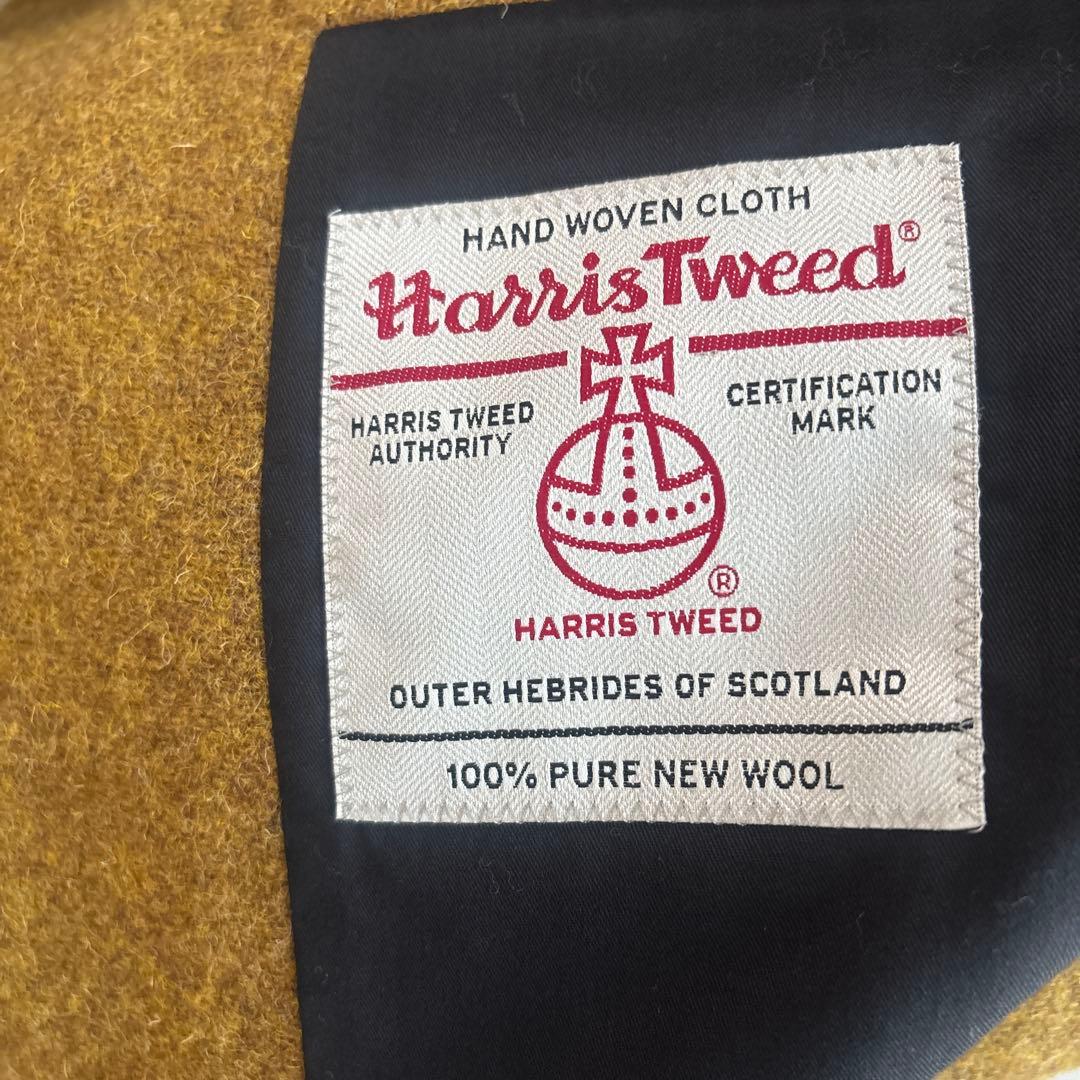 HAND WOVEN CLOTH
Harris Tweed®
HARRIS TWEED
AUTHORITY
CERTIFICATION
MARK
®
HARRIS TWEED
OUTER HEBRIDES OF SCOTLAND
100% PURE NEW WOOL